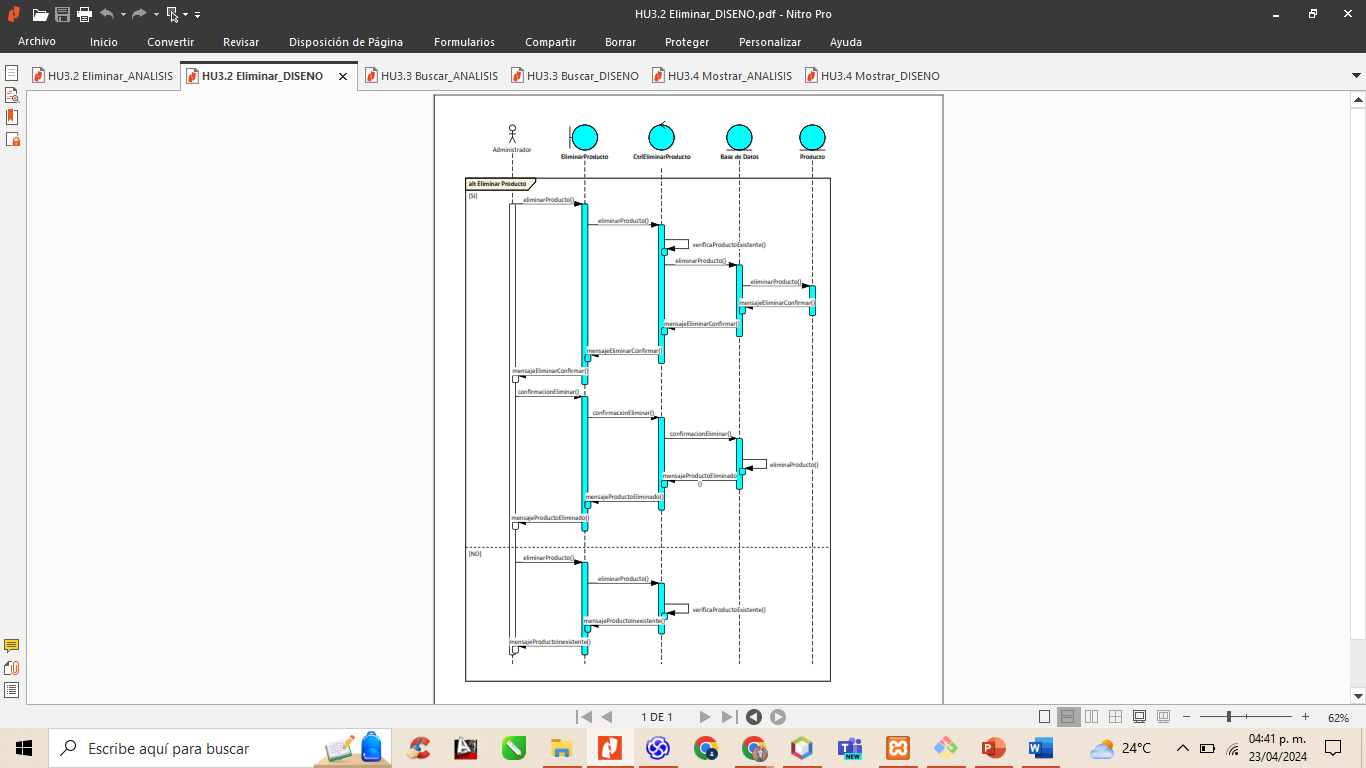 HU3.2 Eliminar_DISENO.pdf - Nitro Pro
Archivo Inicio Convertir Revisar Disposición de Página Formularios Compartir Borrar Proteger Personalizar Ayuda
HU3.2 Eliminar_ANALISIS HU3.2 Eliminar_DISENO HU3.3 Buscar_ANALISIS HU3.3 Buscar_DISENO HU3.4 Mostrar_ANALISIS HU3.4 Mostrar_DISENO
Administrador EliminarProducto CtrlEliminarProducto Base de Datos Producto
alt Eliminar Producto
[SI]
eliminarProducto()
eliminarProducto()
verificaProductoExistente()
eliminarProducto()
eliminarProducto()
mensajeEliminarConfirmar()
mensajeEliminarConfirmar()
mensajeEliminarConfirmar()
mensajeEliminarConfirmar()
confirmacionEliminar()
confirmacionEliminar()
confirmacionEliminar()
eliminaProducto()
mensajeProductoEliminado
()
mensajeProductoEliminado()
mensajeProductoEliminado()
[NO]
eliminarProducto()
eliminarProducto()
verificaProductoExistente()
mensajeProductoInexistente()
mensajeProductoInexistente()
1 DE 1
62%
Escribe aquí para buscar
NEW
24°C
04:41 p. m.
23/04/2024